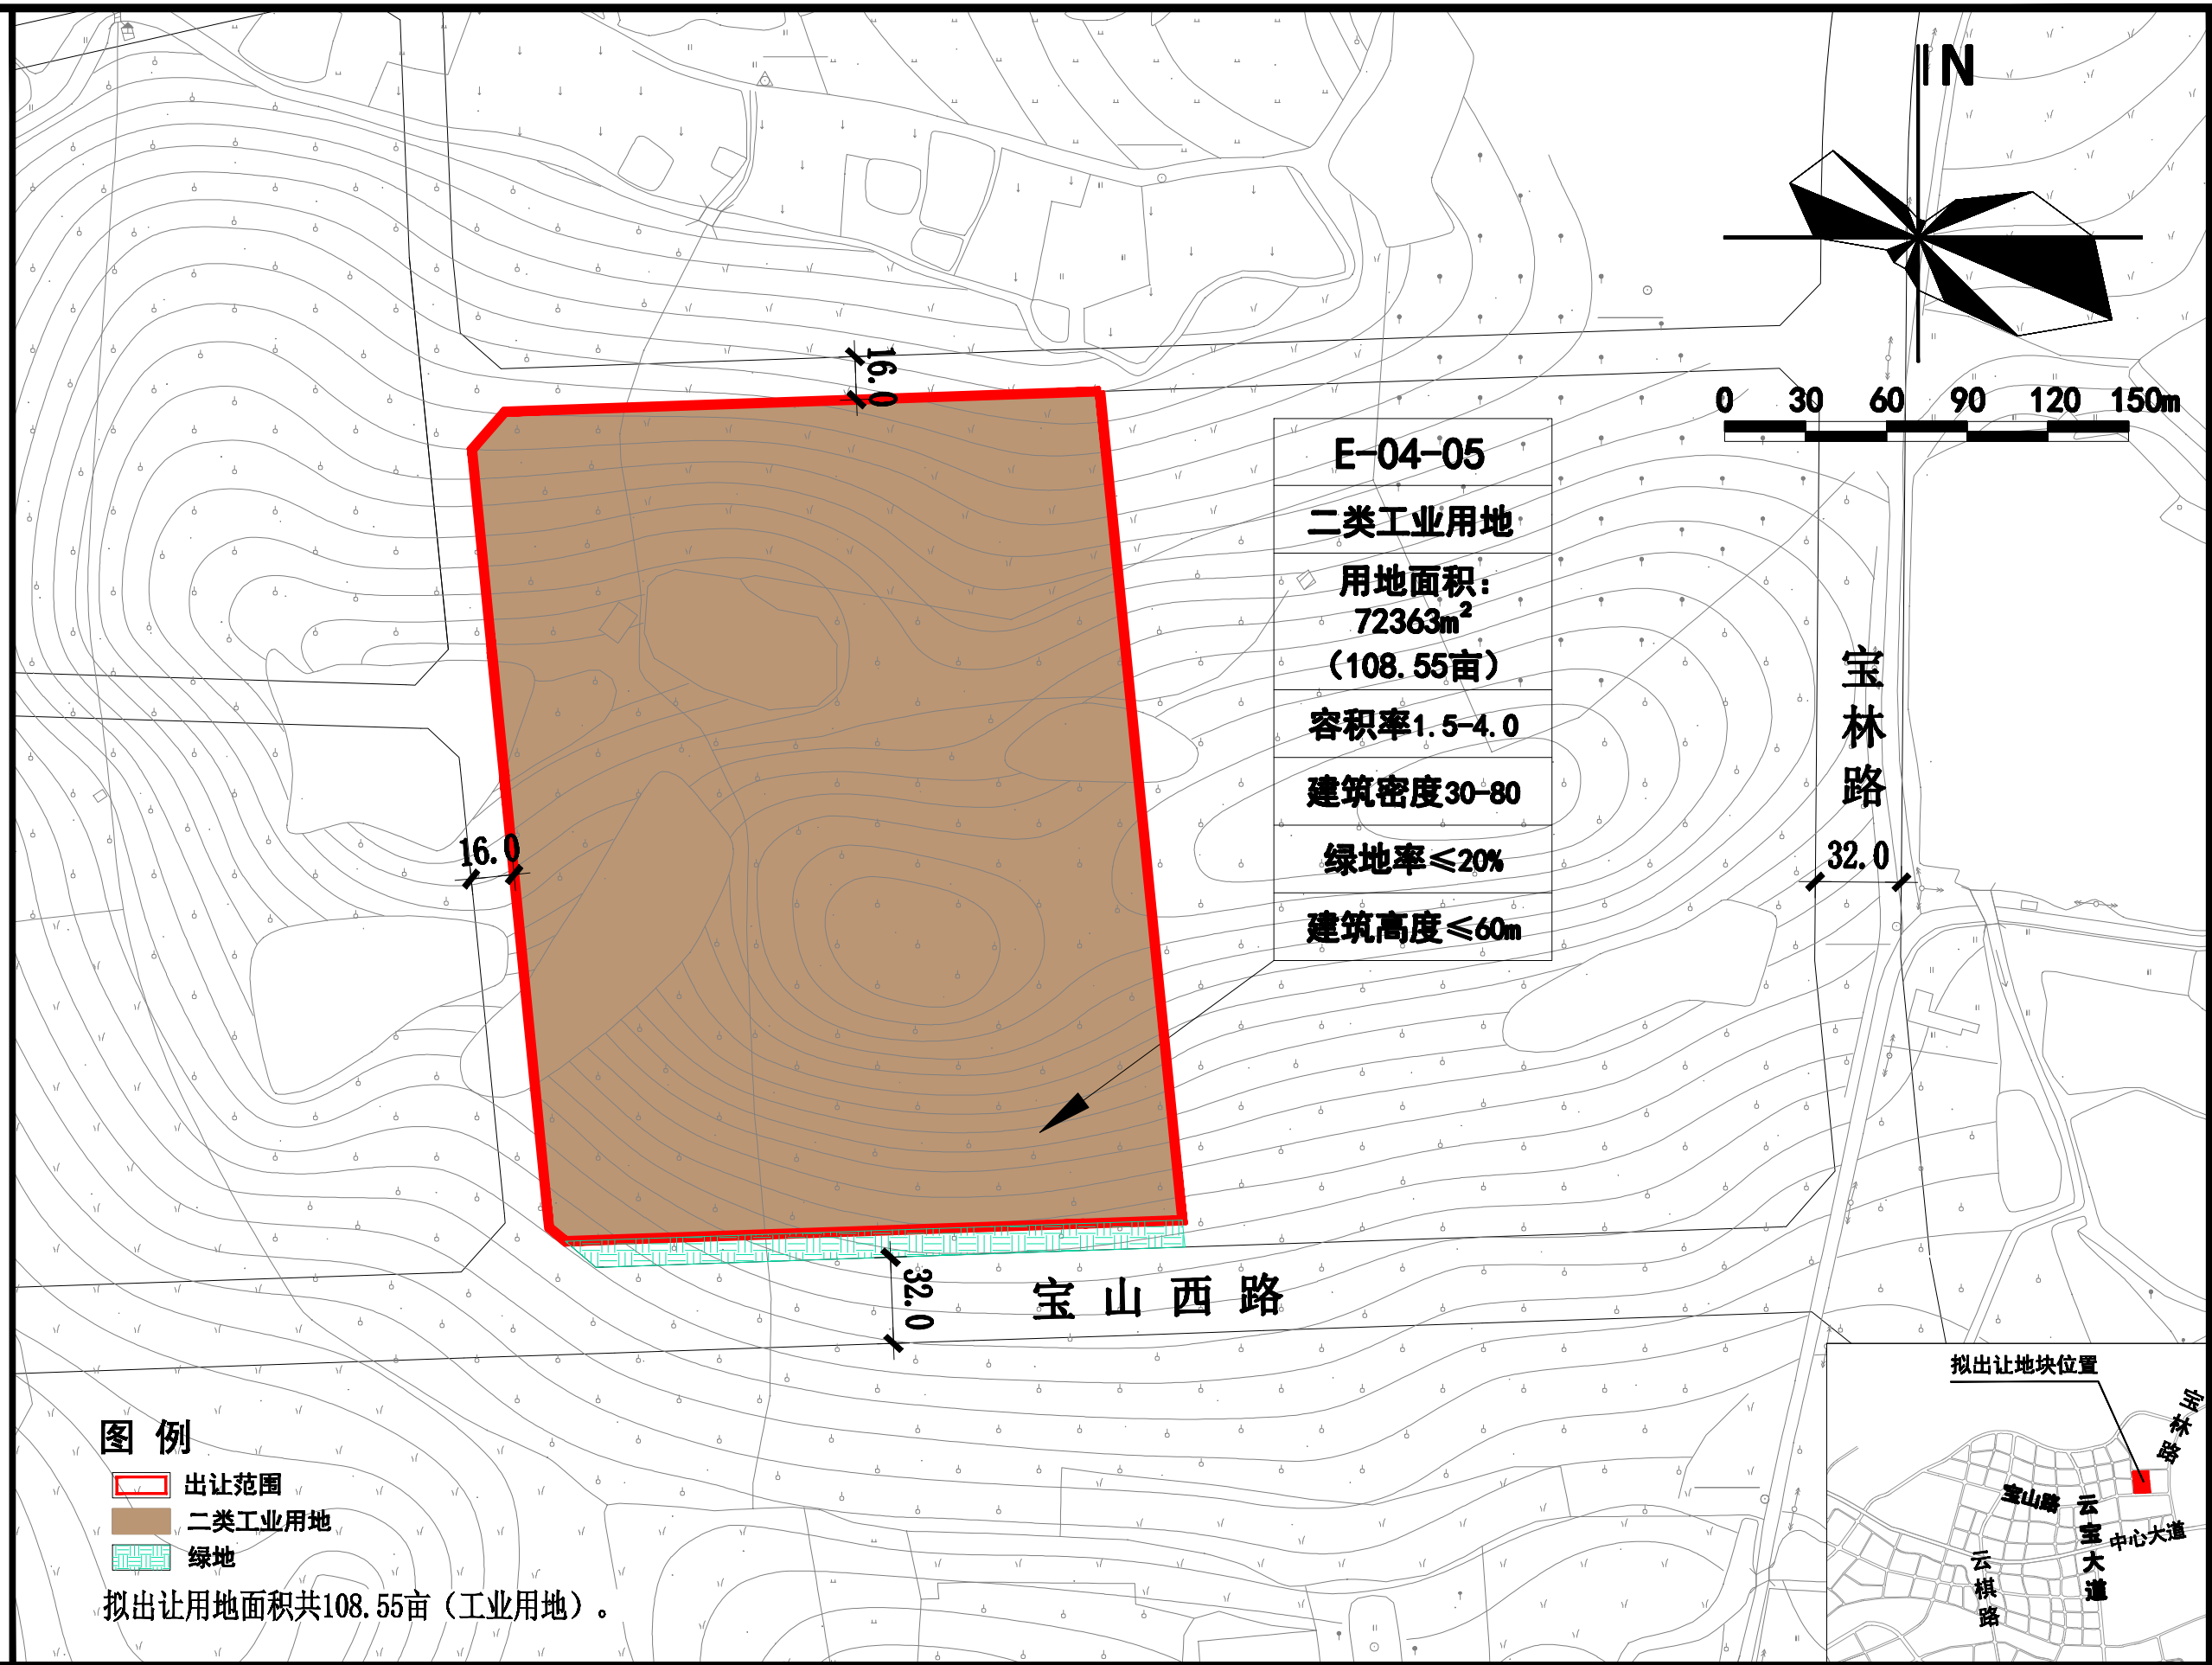 N
0 30 60 90 120 150m
16.0
E-04-05
二类工业用地
用地面积:
72363m²
（108.55亩）
容积率1.5-4.0
建筑密度30-80
绿地率≤20%
建筑高度≤60m
宝林路
32.0
16.0
32.0
宝山西路
图例
出让范围
二类工业用地
绿地
拟出让用地面积共108.55亩（工业用地）。
拟出让地块位置
宝林路
宝山路
云宝大道
中心大道
云棋路